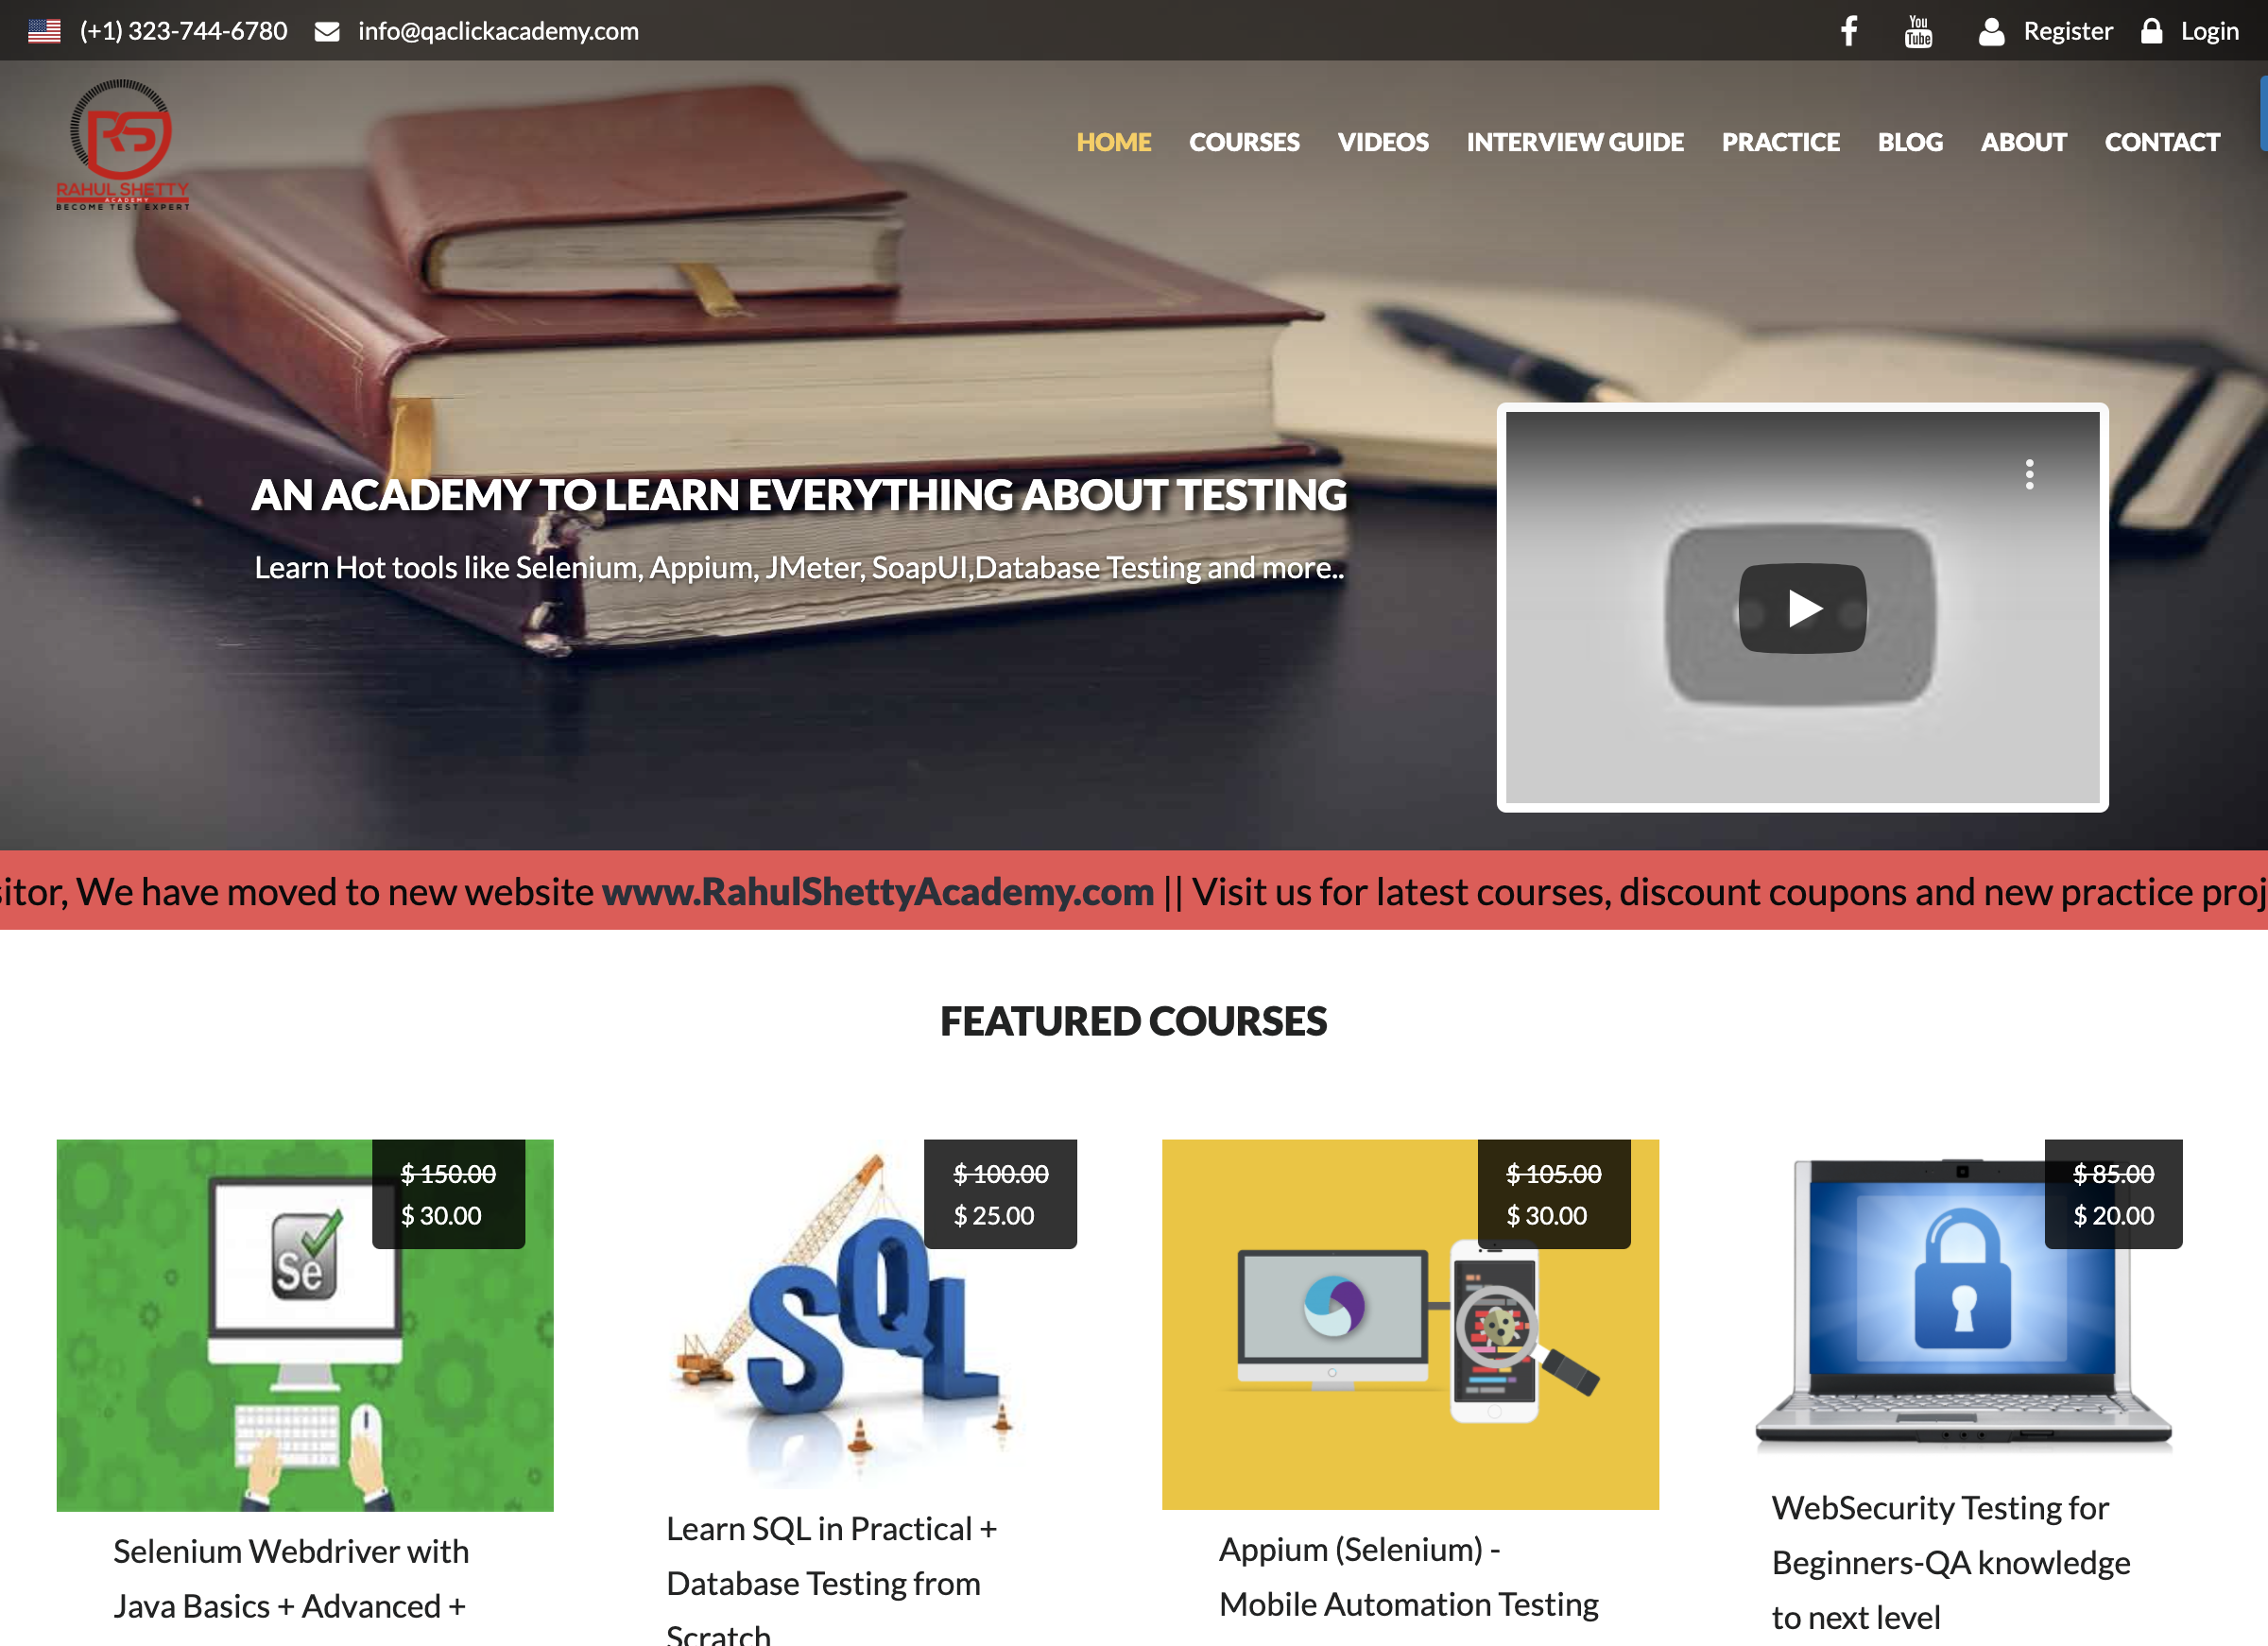 (+1) 323-744-6780 info@qaclickacademy.com You Tube Register Login
RS
RAHUL SHETTY
ACADEMY
BECOME TEST EXPERT
HOME COURSES VIDEOS INTERVIEW GUIDE PRACTICE BLOG ABOUT CONTACT
AN ACADEMY TO LEARN EVERYTHING ABOUT TESTING
Learn Hot tools like Selenium, Appium, JMeter, SoapUI,Database Testing and more..
sitor, We have moved to new website www.RahulShettyAcademy.com || Visit us for latest courses, discount coupons and new practice proj
FEATURED COURSES
$ 150.00
$ 30.00
Se
Selenium Webdriver with
Java Basics + Advanced +
$ 100.00
$ 25.00
SQL
Learn SQL in Practical +
Database Testing from
Scratch
$ 105.00
$ 30.00
Appium (Selenium) -
Mobile Automation Testing
$ 85.00
$ 20.00
WebSecurity Testing for
Beginners-QA knowledge
to next level